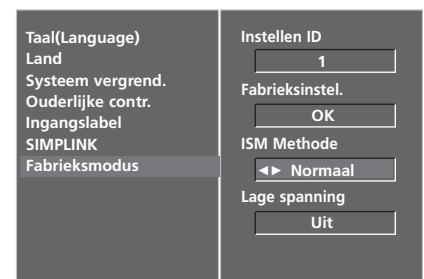 Taal(Language)
Land
Systeem vergrend.
Ouderlijke contr.
Ingangslabel
SIMPLINK
Fabrieksmodus
Instellen ID
1
Fabrieksinstel.
OK
ISM Methode
◄► Normaal
Lage spanning
Uit